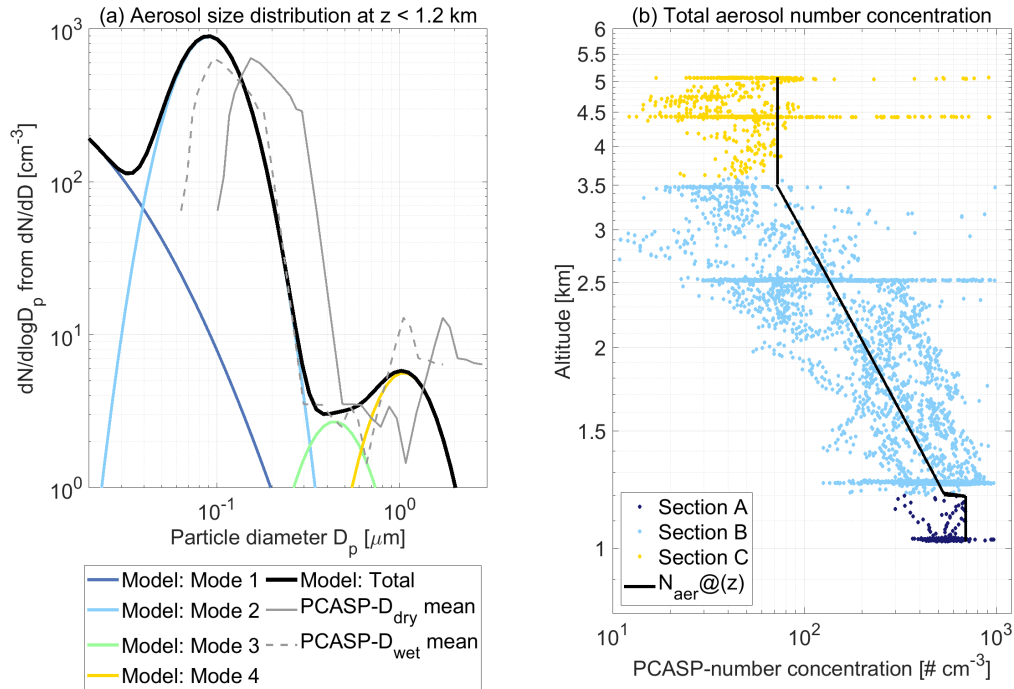 (a) Aerosol size distribution at z < 1.2 km
dN/dlogD_p from dN/dD [cm^-3]
10^3
10^2
10^1
10^0
10^-1
10^0
Particle diameter D_p [μm]
Model: Mode 1
Model: Mode 2
Model: Mode 3
Model: Mode 4
Model: Total
PCASP-D_dry mean
PCASP-D_wet mean
(b) Total aerosol number concentration
Altitude [km]
6
5
4.5
4
3.5
3
2.5
2
1.5
1
Section A
Section B
Section C
N_aer@(z)
10^1
10^2
10^3
PCASP-number concentration [# cm^-3]